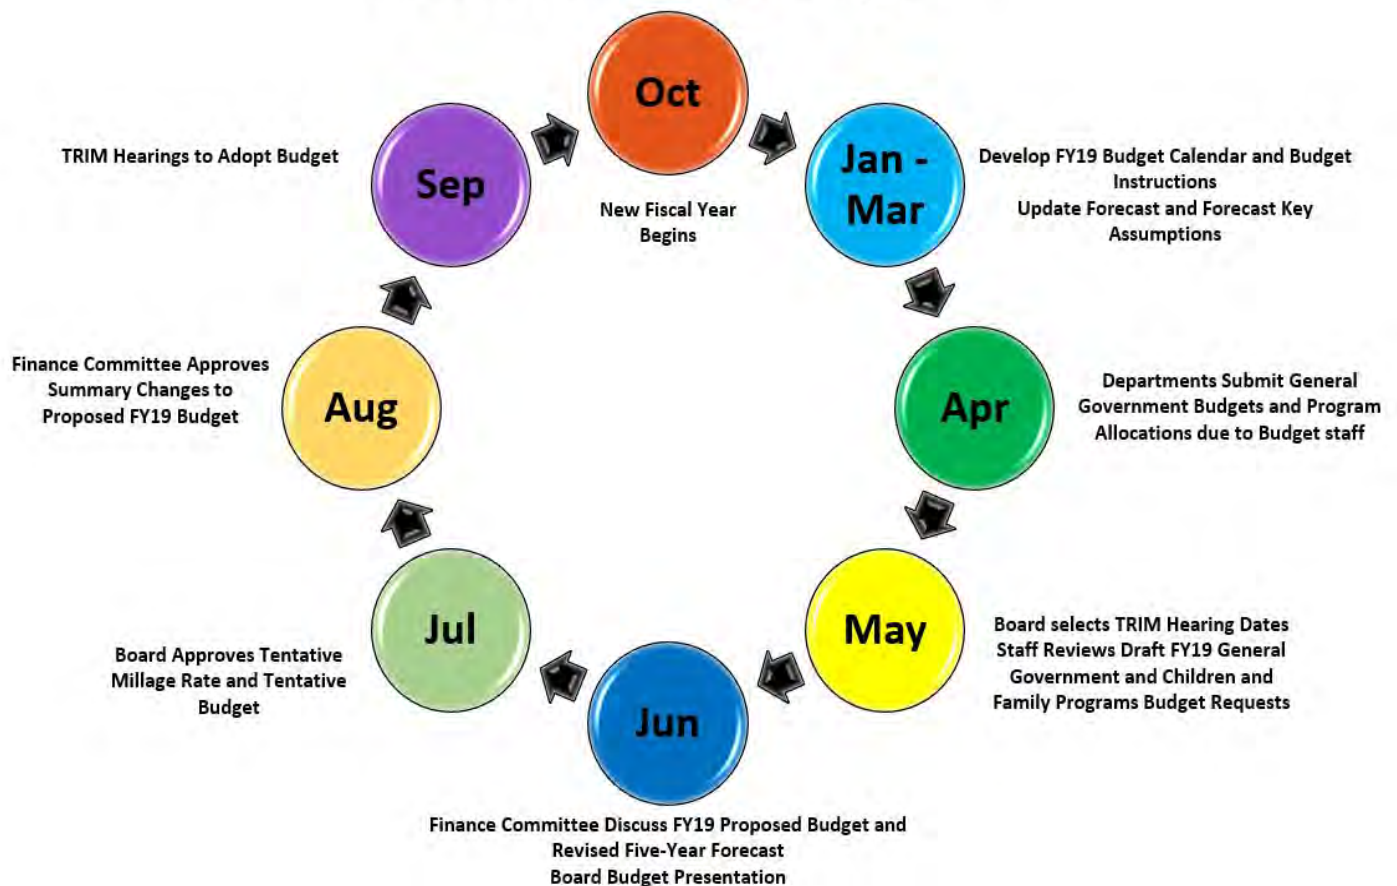 Oct
New Fiscal Year
Begins
Jan -
Mar
Develop FY19 Budget Calendar and Budget
Instructions
Update Forecast and Forecast Key
Assumptions
Apr
Departments Submit General
Government Budgets and Program
Allocations due to Budget staff
May
Board selects TRIM Hearing Dates
Staff Reviews Draft FY19 General
Government and Children and
Family Programs Budget Requests
Jun
Finance Committee Discuss FY19 Proposed Budget and
Revised Five-Year Forecast
Board Budget Presentation
Jul
Board Approves Tentative
Millage Rate and Tentative
Budget
Aug
Finance Committee Approves
Summary Changes to
Proposed FY19 Budget
Sep
TRIM Hearings to Adopt Budget